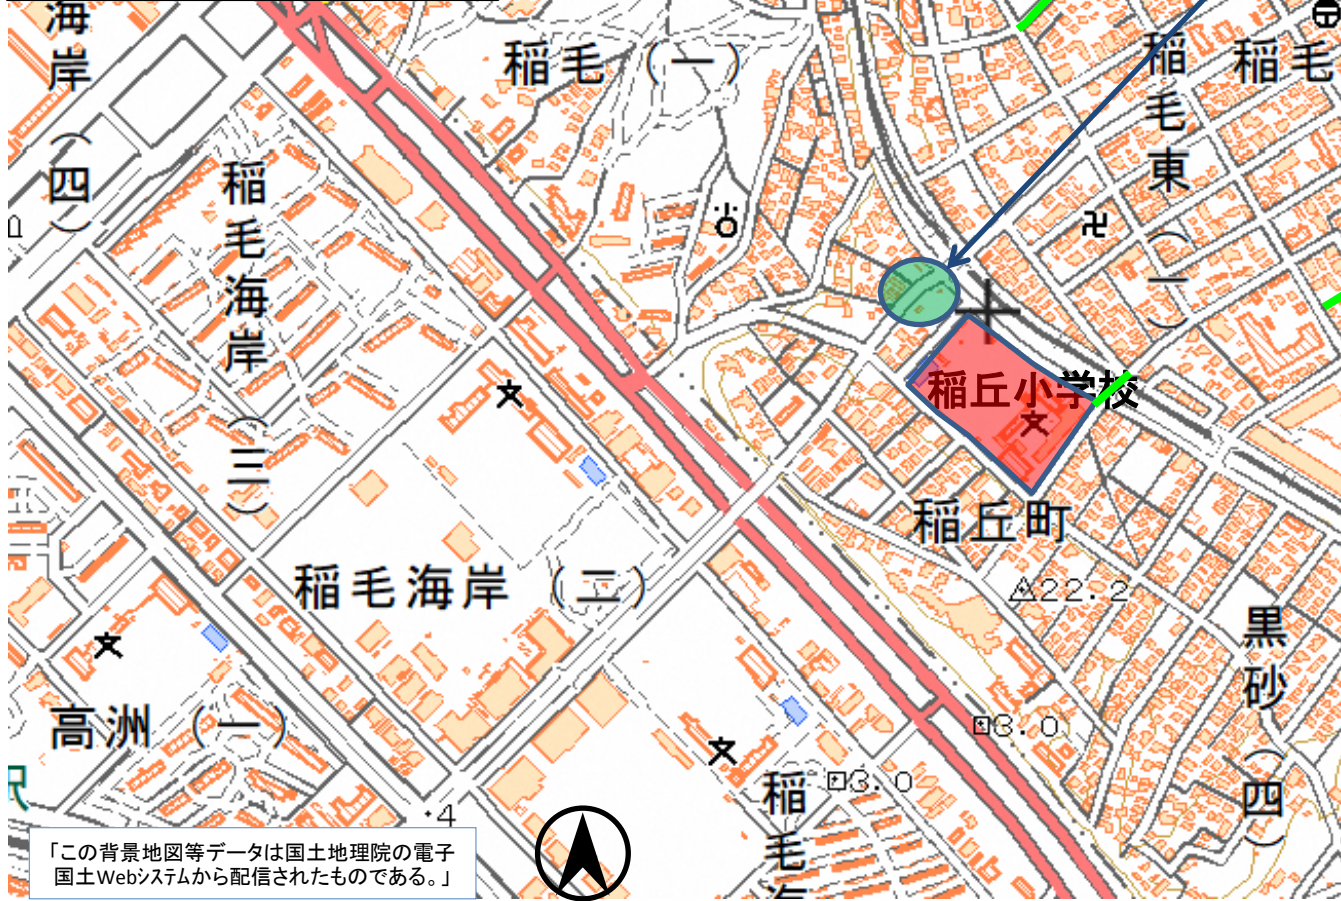 海岸（四）
稲毛（一）
稲毛東（一）
稲毛
稲毛海岸（三）
稲丘小学校
稲丘町
22.2
稲毛海岸（二）
黒砂（四）
高洲（一）
3.0
3.0
稲毛海
・4
「この背景地図等データは国土地理院の電子
国土Webシステムから配信されたものである。」